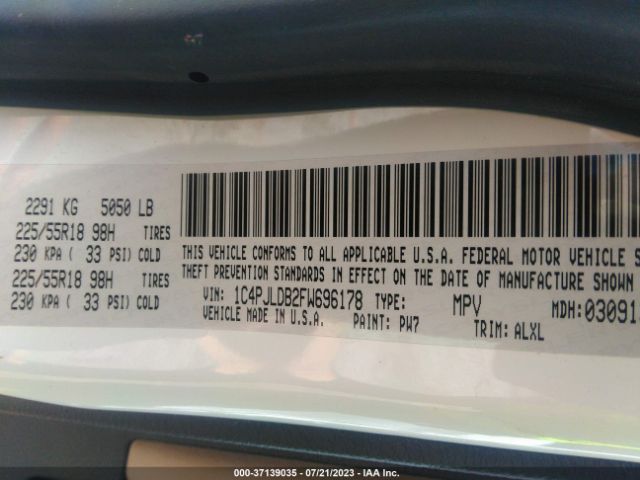 2291 KG 5050 LB
225/55R18 98H TIRES
230 KPA ( 33 PSI) COLD
225/55R18 98H TIRES
230 KPA ( 33 PSI) COLD
THIS VEHICLE CONFORMS TO ALL APPLICABLE U.S.A. FEDERAL MOTOR VEHICLE S
THEFT PREVENTION STANDARDS IN EFFECT ON THE DATE OF MANUFACTURE SHOWN
VIN: 1C4PJLDB2FW696178 TYPE: MPV MDH: 03091
VEHICLE MADE IN U.S.A. PAINT: PW7 TRIM: ALXL
000-37139035 - 07/21/2023 - IAA Inc.